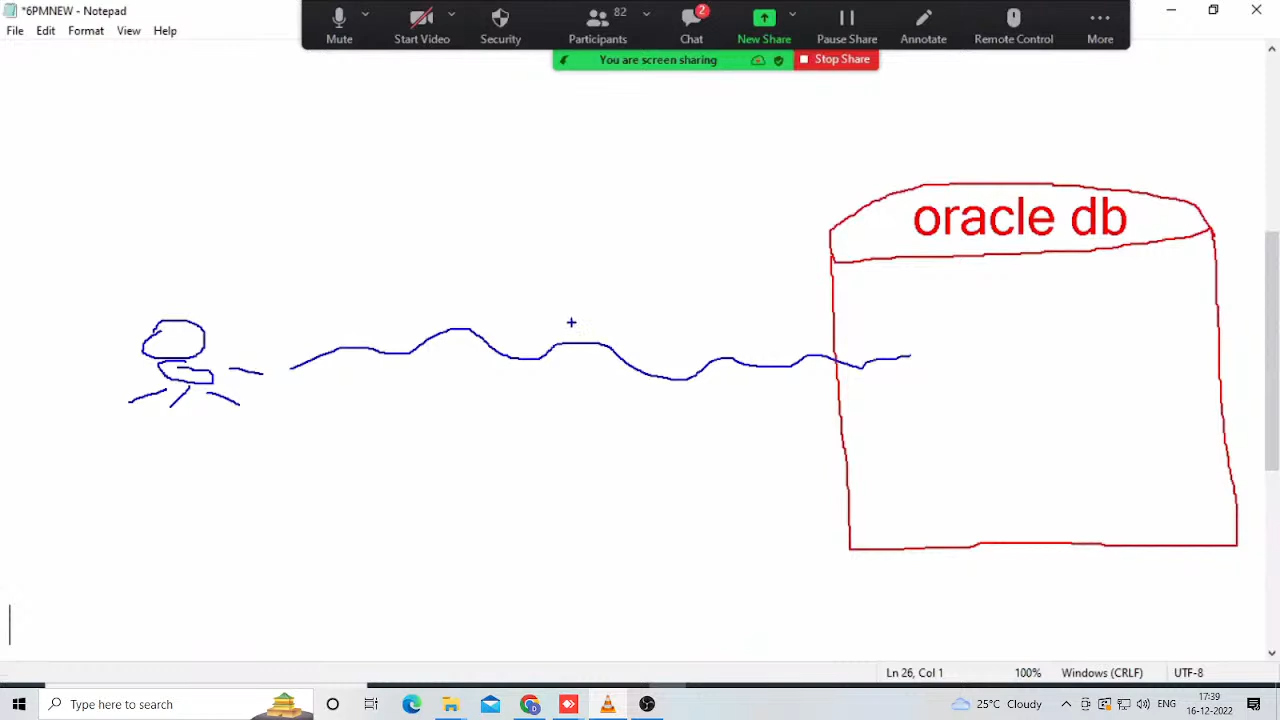 *6PMNEW - Notepad
File Edit Format View Help
Mute Start Video Security Participants 82 Chat 2 New Share Pause Share Annotate Remote Control More
You are screen sharing Stop Share
oracle db
Ln 26, Col 1 100% Windows (CRLF) UTF-8
Type here to search 25°C Cloudy ENG 17:39
16-12-2022